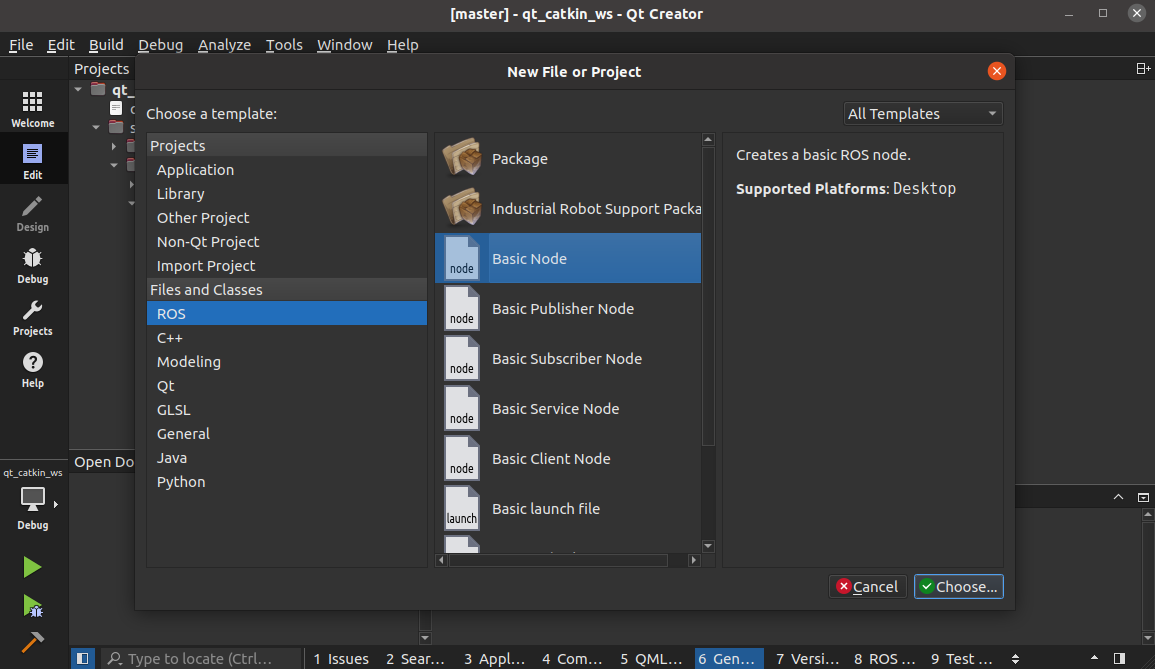 [master] - qt_catkin_ws - Qt Creator
File Edit Build Debug Analyze Tools Window Help
Projects
New File or Project
qt_
Choose a template:
All Templates
Welcome
Edit
Design
Debug
Projects
Help
Projects
Application
Library
Other Project
Non-Qt Project
Import Project
Files and Classes
ROS
C++
Modeling
Qt
GLSL
General
Java
Python
Package
Industrial Robot Support Packa
node Basic Node
node Basic Publisher Node
node Basic Subscriber Node
node Basic Service Node
node Basic Client Node
launch Basic launch file
Creates a basic ROS node.
Supported Platforms: Desktop
Open Do
qt_catkin_ws
Debug
Cancel Choose...
Type to locate (Ctrl... 1 Issues 2 Sear... 3 Appl... 4 Com... 5 QML... 6 Gen... 7 Versi... 8 ROS ... 9 Test ...